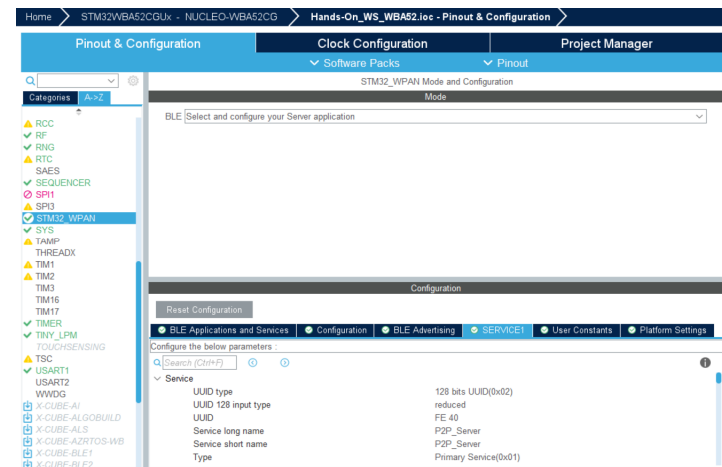 Home STM32WBA52CGUx - NUCLEO-WBA52CG Hands-On_WS_WBA52.ioc - Pinout & Configuration
Pinout & Configuration Clock Configuration Project Manager
Software Packs Pinout
STM32_WPAN Mode and Configuration
Categories A->Z
Mode
BLE Select and configure your Server application
RCC
RF
RNG
RTC
SAES
SEQUENCER
SPI1
SPI3
STM32_WPAN
SYS
TAMP
THREADX
TIM1
TIM2
TIM3
TIM16
TIM17
TIMER
TINY_LPM
TOUCHSENSING
TSC
USART1
USART2
WWDG
X-CUBE-AI
X-CUBE-ALGOBUILD
X-CUBE-ALS
X-CUBE-AZRTOS-WB
X-CUBE-BLE1
X-CUBE-BLE2
Configuration
Reset Configuration
BLE Applications and Services Configuration BLE Advertising SERVICE1 User Constants Platform Settings
Configure the below parameters :
Search (Ctrl+F)
Service
UUID type 128 bits UUID(0x02)
UUID 128 input type reduced
UUID FE 40
Service long name P2P_Server
Service short name P2P_Server
Type Primary Service(0x01)